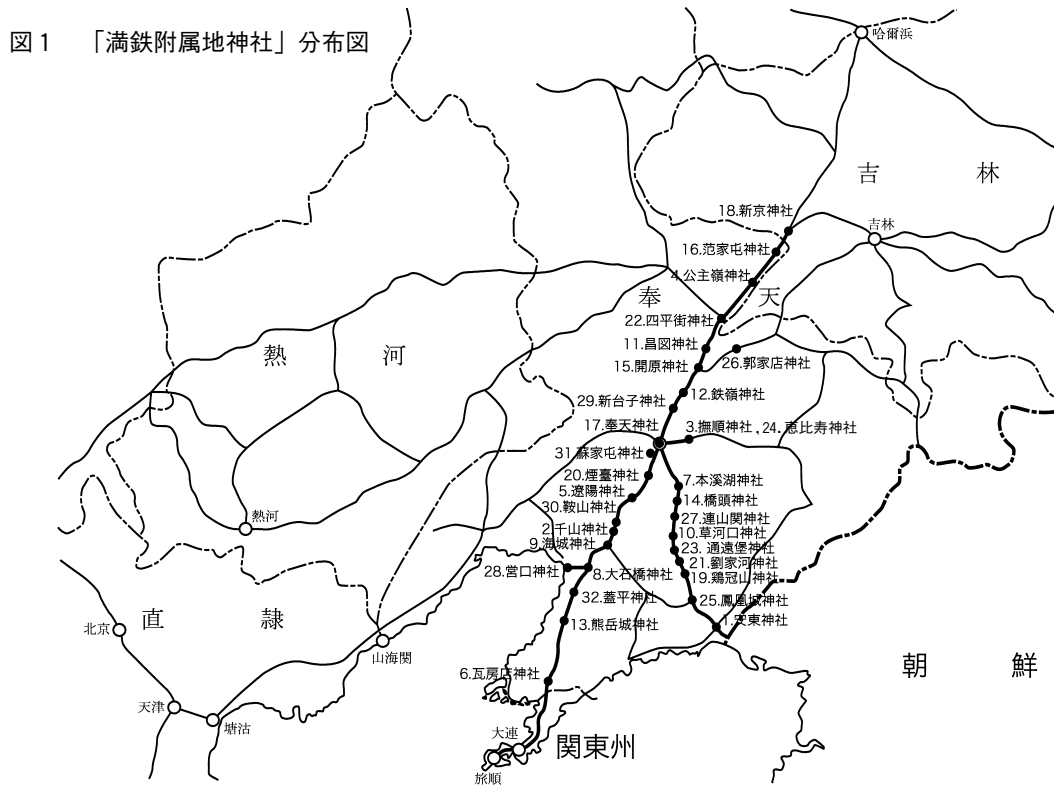 図1 「満鉄附属地神社」分布図
哈爾浜
吉 林
18.新京神社
吉林
16.范家屯神社
4.公主嶺神社
奉 天
22.四平街神社
11.昌図神社
26.郭家店神社
熱 河
15.開原神社
12.鉄嶺神社
29.新台子神社
17.奉天神社
3.撫順神社 , 24.恵比寿神社
31.蘇家屯神社
20.煙臺神社
7.本溪湖神社
5.遼陽神社
14.橋頭神社
30.鞍山神社
27.連山関神社
熱河
2.千山神社
10.草河口神社
9.海城神社
23.通遠堡神社
21.劉家河神社
28.営口神社
8.大石橋神社
19.鶏冠山神社
32.蓋平神社
25.鳳凰城神社
直 隷
北京
13.熊岳城神社
1.安東神社
山海関
朝 鮮
6.瓦房店神社
天津
塘沽
大連
関東州
旅順